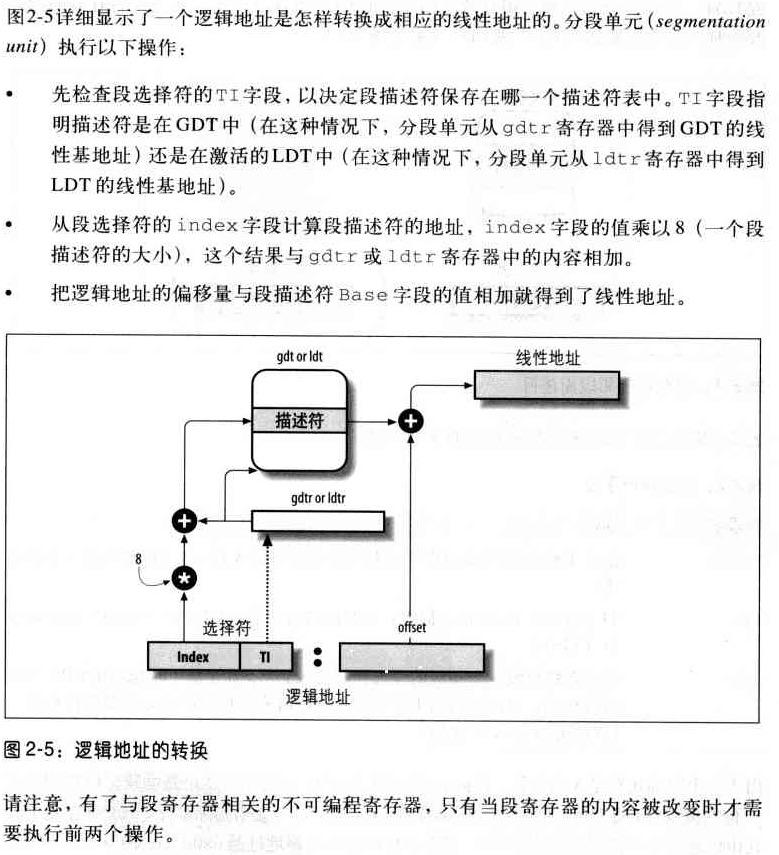 图2-5详细显示了一个逻辑地址是怎样转换成相应的线性地址的。分段单元(segmentation
unit)执行以下操作:
• 先检查段选择符的TI字段,以决定段描述符保存在哪一个描述符表中。TI字段指
明描述符是在GDT中(在这种情况下,分段单元从gdtr寄存器中得到GDT的线
性基地址)还是在激活的LDT中(在这种情况下,分段单元从ldtr寄存器中得到
LDT的线性基地址)。
• 从段选择符的index字段计算段描述符的地址,index字段的值乘以8(一个段
描述符的大小),这个结果与gdtr或ldtr寄存器中的内容相加。
• 把逻辑地址的偏移量与段描述符Base字段的值相加就得到了线性地址。
gdt or ldt
线性地址
描述符
+
gdtr or ldtr
+
8
*
选择符
offset
Index
TI
:
逻辑地址
图2-5:逻辑地址的转换
请注意,有了与段寄存器相关的不可编程寄存器,只有当段寄存器的内容被改变时才需
要执行前两个操作。